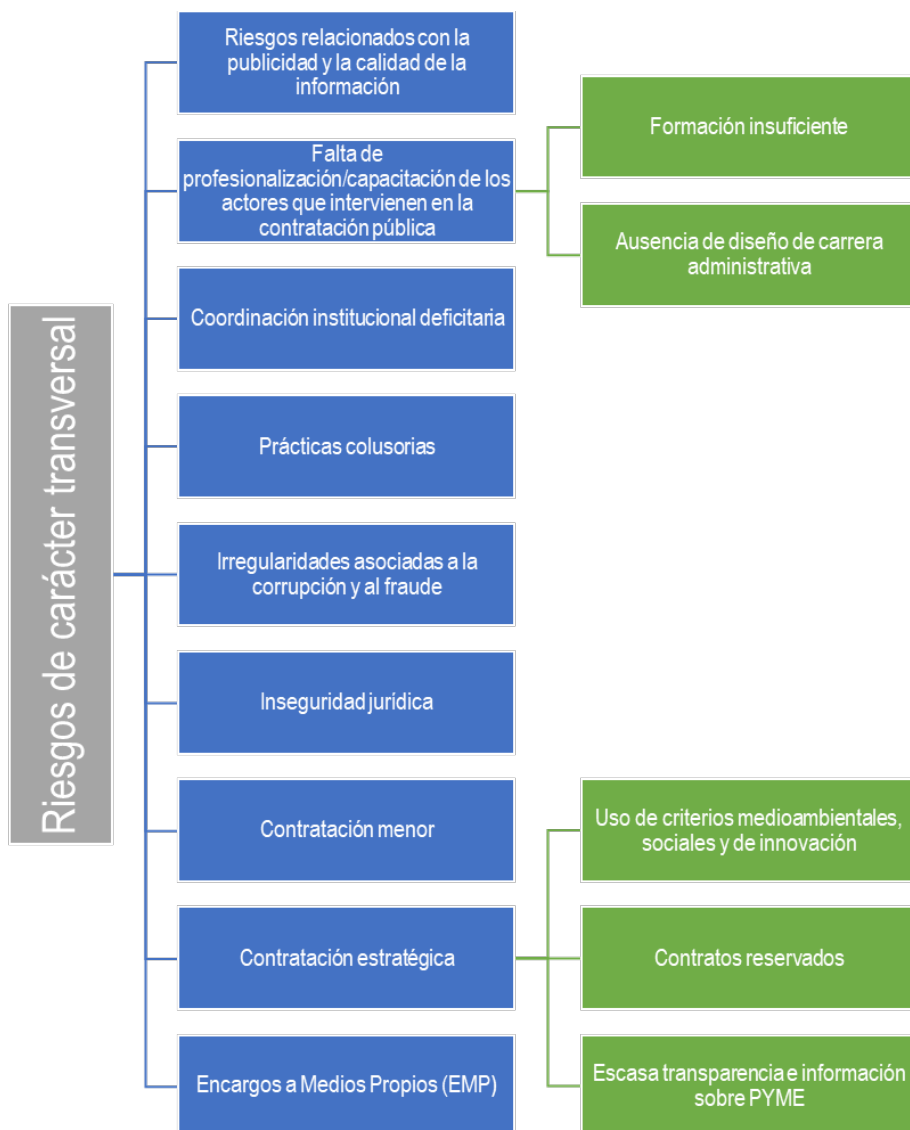 Riesgos de carácter transversal
Riesgos relacionados con la
publicidad y la calidad de la
información
Falta de
profesionalización/capacitación de los
actores que intervienen en la
contratación pública
Formación insuficiente
Ausencia de diseño de carrera
administrativa
Coordinación institucional deficitaria
Prácticas colusorias
Irregularidades asociadas a la
corrupción y al fraude
Inseguridad jurídica
Contratación menor
Contratación estratégica
Uso de criterios medioambientales,
sociales y de innovación
Contratos reservados
Escasa transparencia e información
sobre PYME
Encargos a Medios Propios (EMP)